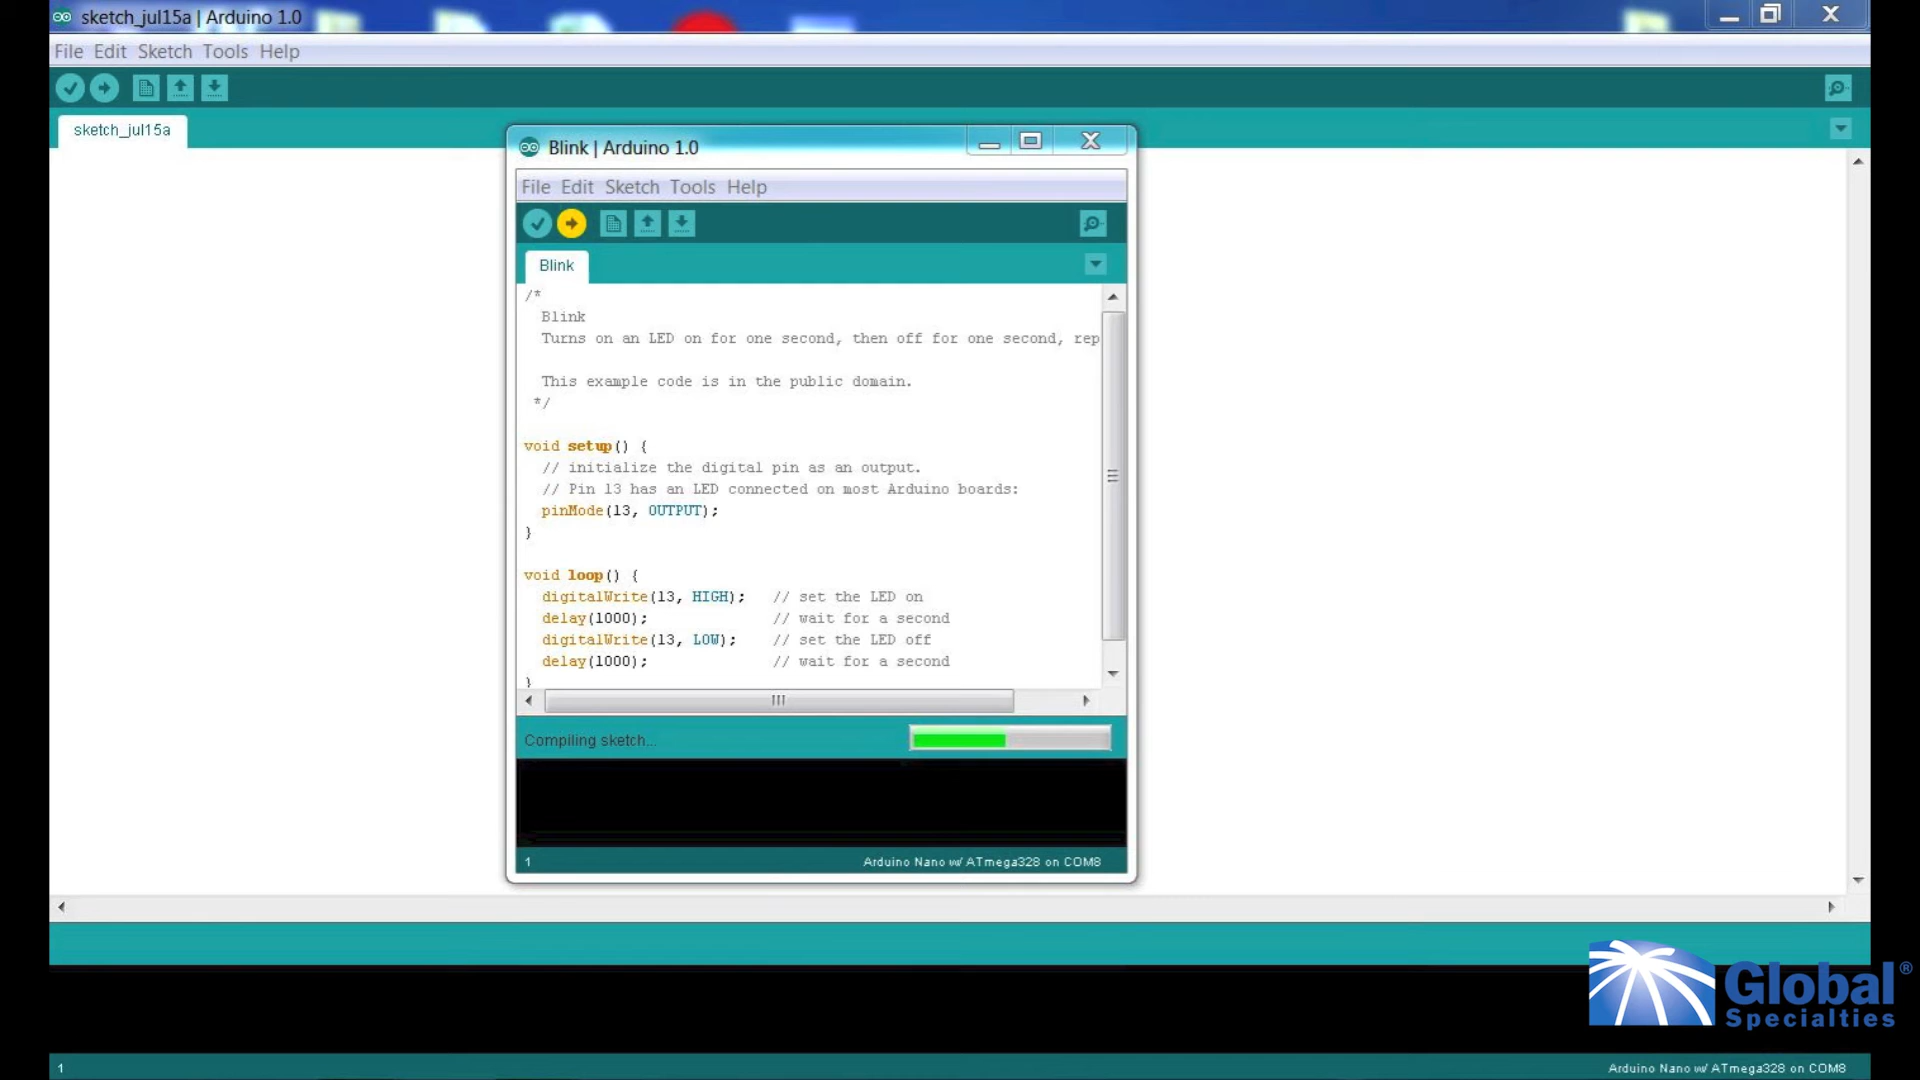 sketch_jul15a | Arduino 1.0
File Edit Sketch Tools Help
sketch_jul15a
Blink | Arduino 1.0
File Edit Sketch Tools Help
Blink
/*
Blink
Turns on an LED on for one second, then off for one second, rep
This example code is in the public domain.
*/
void setup() {
// initialize the digital pin as an output.
// Pin 13 has an LED connected on most Arduino boards:
pinMode(13, OUTPUT);
}
void loop() {
digitalWrite(13, HIGH); // set the LED on
delay(1000); // wait for a second
digitalWrite(13, LOW); // set the LED off
delay(1000); // wait for a second
}
Compiling sketch...
1 Arduino Nano w/ ATmega328 on COM8
Global®
Specialties
1 Arduino Nano w/ ATmega328 on COM8